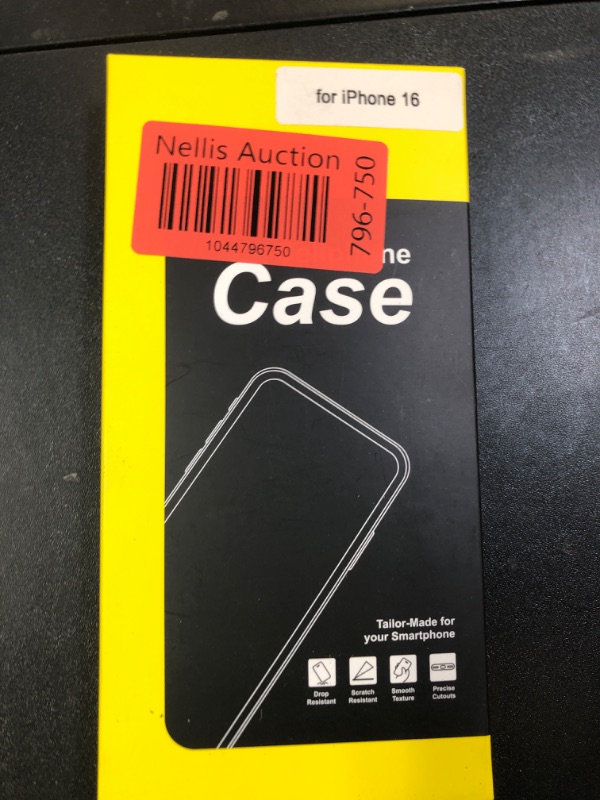 for iPhone 16
Nellis Auction
1044796750
796-750
Case
Tailor-Made for
your Smartphone
Drop
Resistant
Scratch
Resistant
Smooth
Texture
Precise
Cutouts